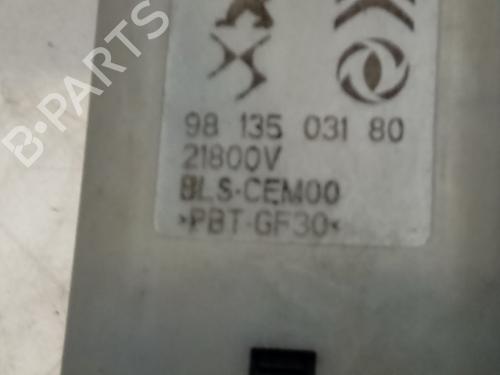 98 135 031 80
21800V
BLS-CEM00
>PBT-GF30<
B-PARTS